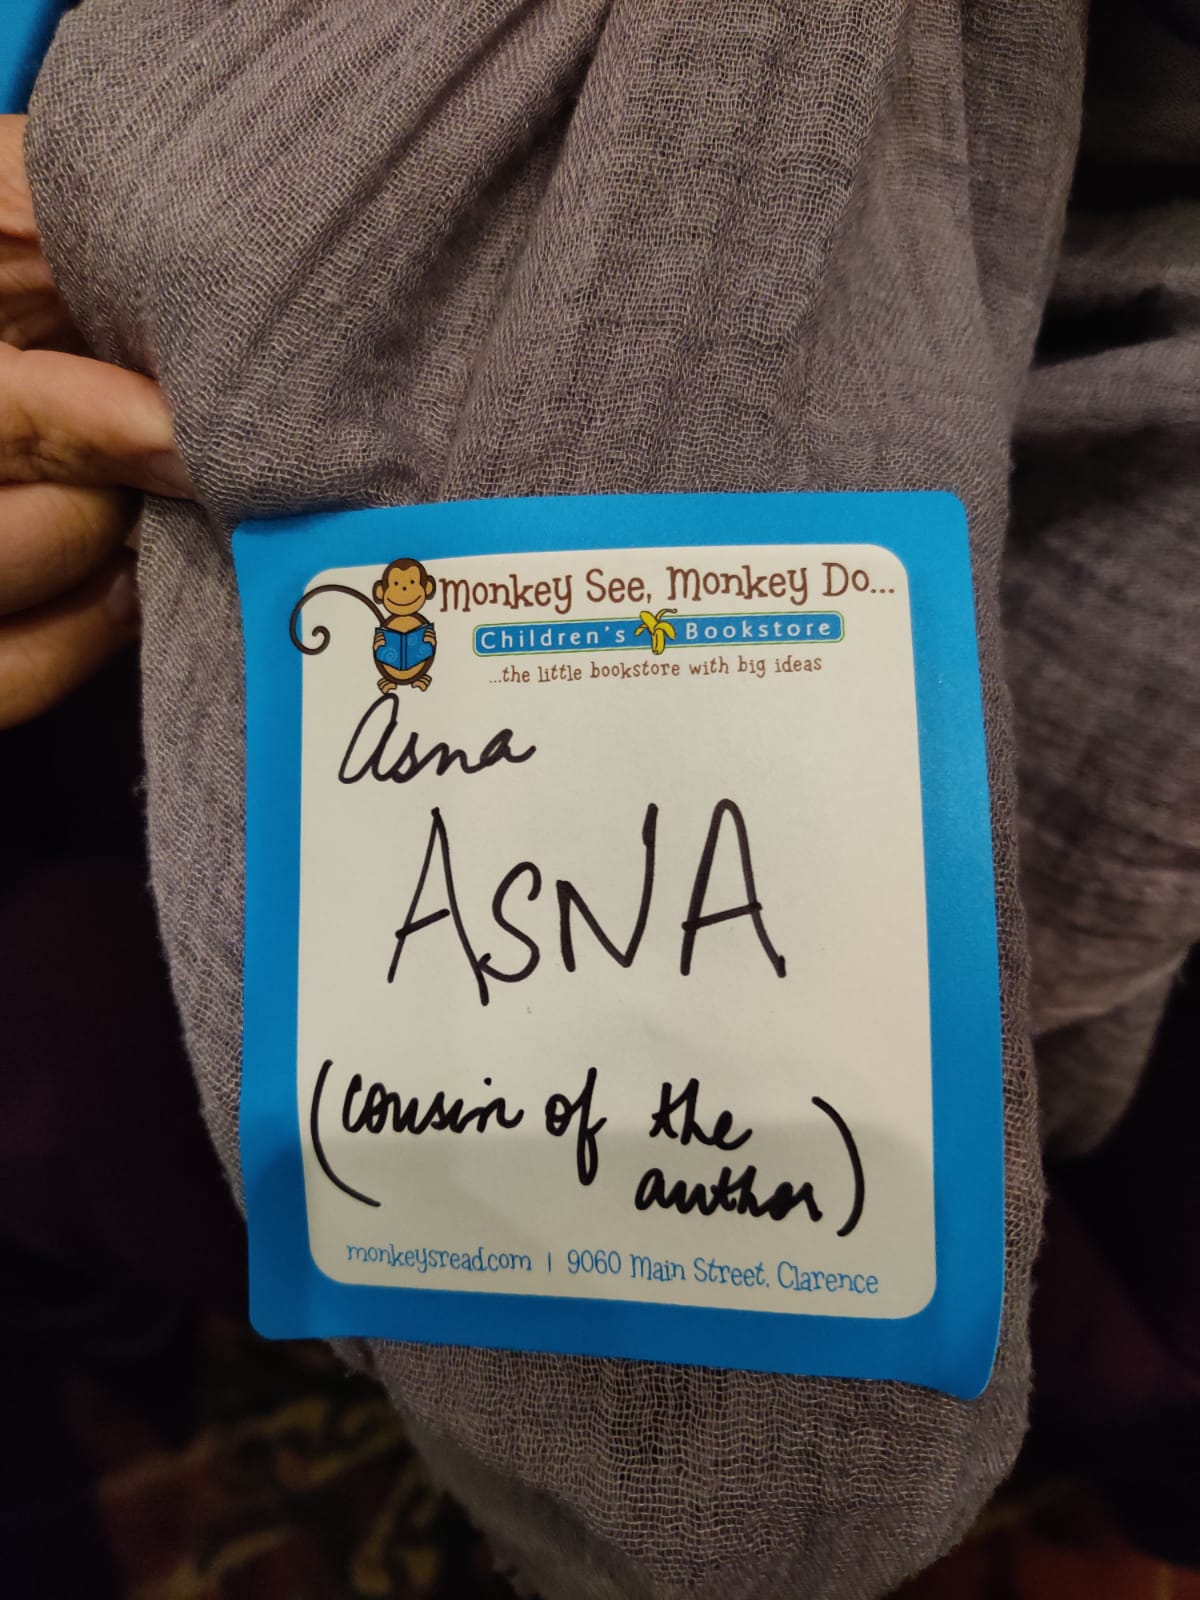 Monkey See, Monkey Do...
Children's Bookstore
...the little bookstore with big ideas
Asna
ASNA
(cousin of the
author)
monkeysread.com | 9060 Main Street, Clarence